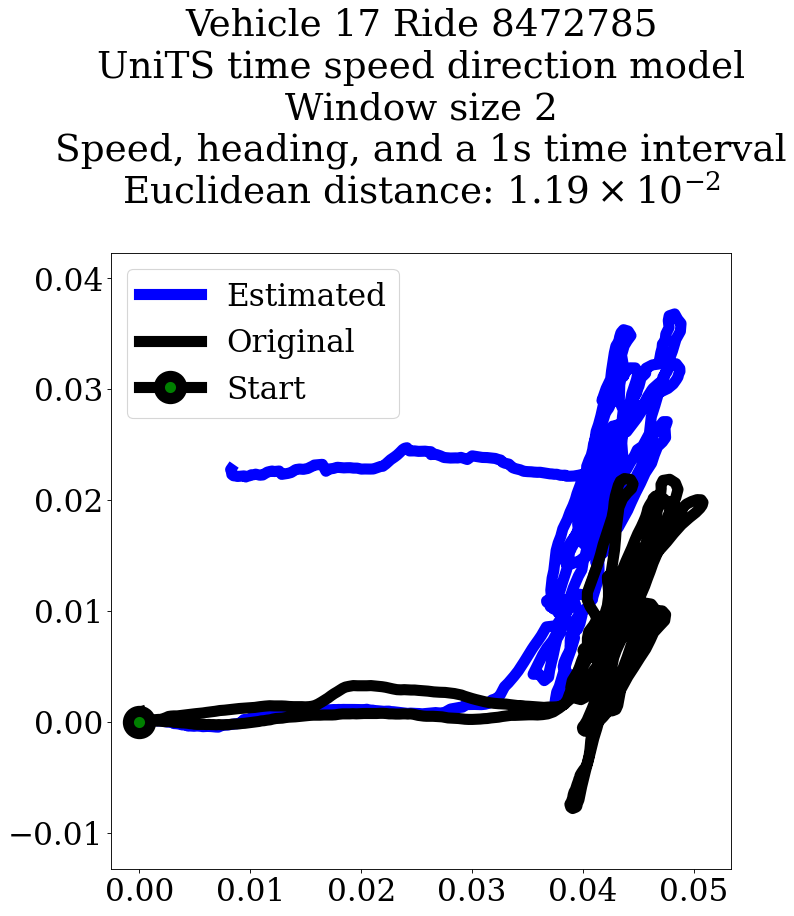 Vehicle 17 Ride 8472785
UniTS time speed direction model
Window size 2
Speed, heading, and a 1s time interval
Euclidean distance: 1.19 × 10⁻²
0.04
0.03
0.02
0.01
0.00
−0.01
Estimated
Original
Start
0.00 0.01 0.02 0.03 0.04 0.05